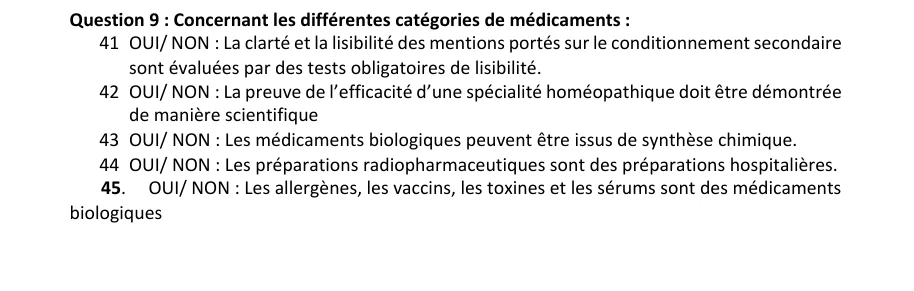 Question 9 : Concernant les différentes catégories de médicaments :
41 OUI/ NON : La clarté et la lisibilité des mentions portés sur le conditionnement secondaire
sont évaluées par des tests obligatoires de lisibilité.
42 OUI/ NON : La preuve de l’efficacité d’une spécialité homéopathique doit être démontrée
de manière scientifique
43 OUI/ NON : Les médicaments biologiques peuvent être issus de synthèse chimique.
44 OUI/ NON : Les préparations radiopharmaceutiques sont des préparations hospitalières.
45. OUI/ NON : Les allergènes, les vaccins, les toxines et les sérums sont des médicaments
biologiques